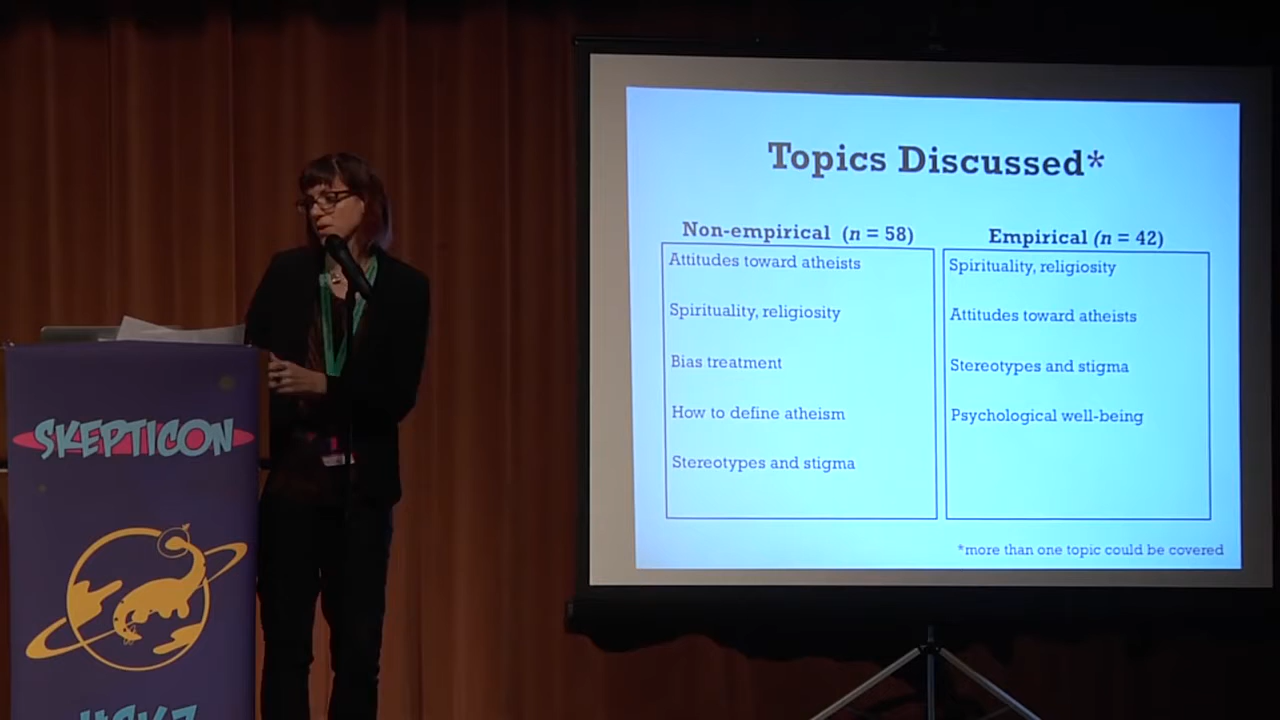 Topics Discussed*
Non-empirical (n = 58)
Attitudes toward atheists
Spirituality, religiosity
Bias treatment
How to define atheism
Stereotypes and stigma
Empirical (n = 42)
Spirituality, religiosity
Attitudes toward atheists
Stereotypes and stigma
Psychological well-being
*more than one topic could be covered
SKEPTICON